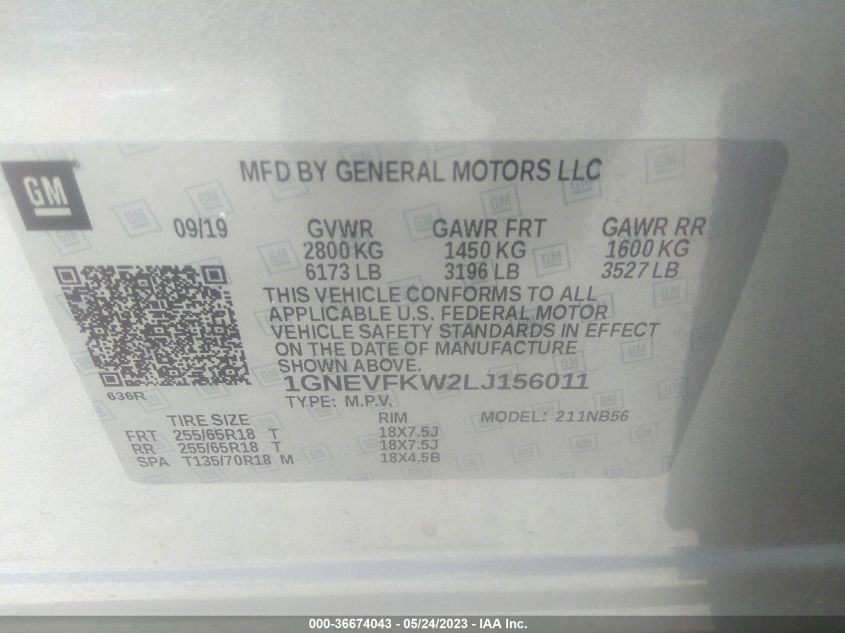 GM
MFD BY GENERAL MOTORS LLC
09/19 GVWR GAWR FRT GAWR RR
2800 KG 1450 KG 1600 KG
6173 LB 3196 LB 3527 LB
THIS VEHICLE CONFORMS TO ALL
APPLICABLE U.S. FEDERAL MOTOR
VEHICLE SAFETY STANDARDS IN EFFECT
ON THE DATE OF MANUFACTURE
SHOWN ABOVE.
636R
1GNEVFKW2LJ156011
TYPE: M.P.V.
TIRE SIZE RIM MODEL: 211NB56
FRT 255/65R18 T 18X7.5J
RR 255/65R18 T 18X7.5J
SPA T135/70R18 M 18X4.5B
000-36674043 - 05/24/2023 - IAA Inc.